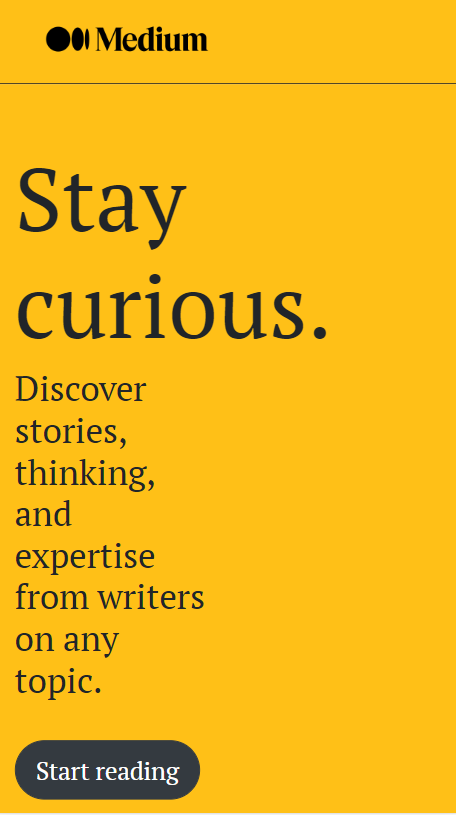 Medium
Stay
curious.
Discover
stories,
thinking,
and
expertise
from writers
on any
topic.
Start reading